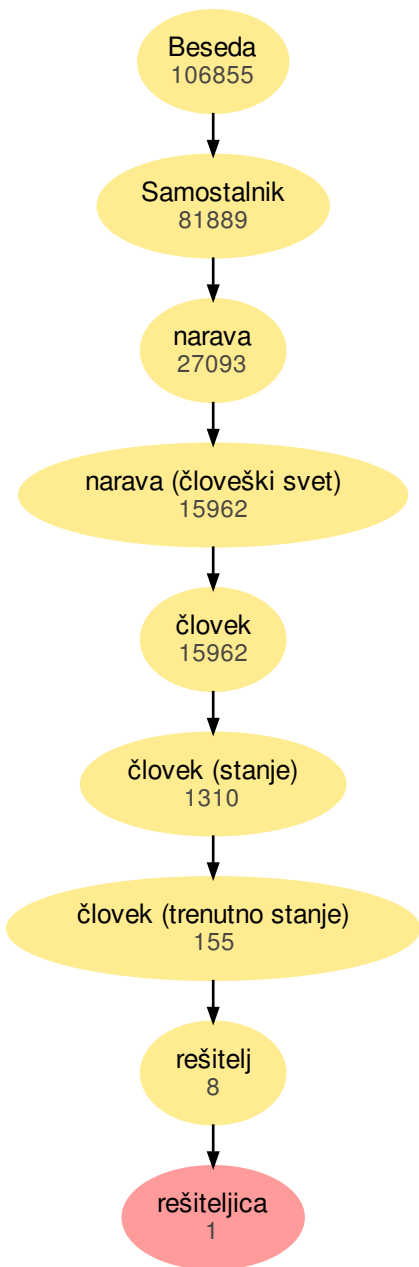 Beseda
106855
Samostalnik
81889
narava
27093
narava (človeški svet)
15962
človek
15962
človek (stanje)
1310
človek (trenutno stanje)
155
rešitelj
8
rešiteljica
1